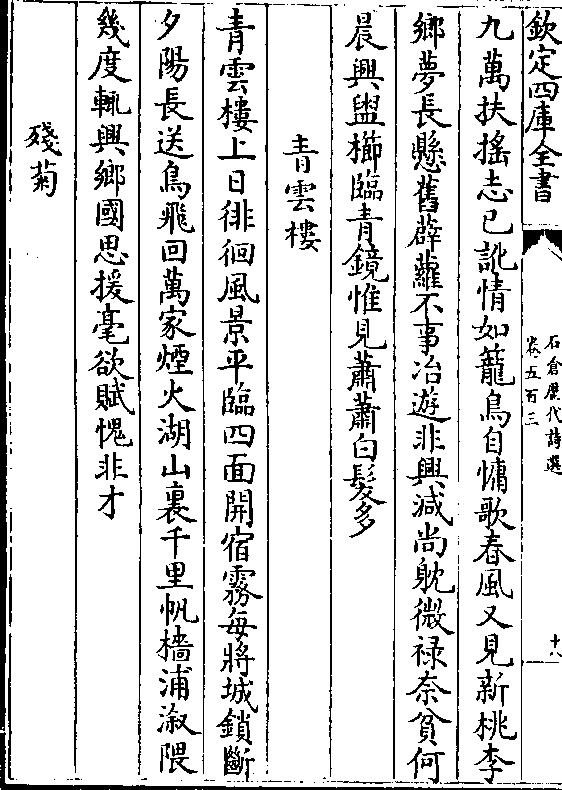 欽定四庫全書
石倉歷代詩選
卷五百三
十八
九萬扶搖志已訛情如籠鳥自慵歌春風又見新桃李
鄉夢長懸舊薜蘿不事冶遊非興減尚躭微祿奈貧何
晨興盥櫛臨青鏡惟見蕭蕭白髮多
青雲樓
青雲樓上日徘徊風景平臨四面開宿霧每將城鎖斷
夕陽長送鳥飛回萬家煙火湖山裏千里帆檣浦漵隈
幾度輒興鄉國思援毫欲賦愧非才
殘菊